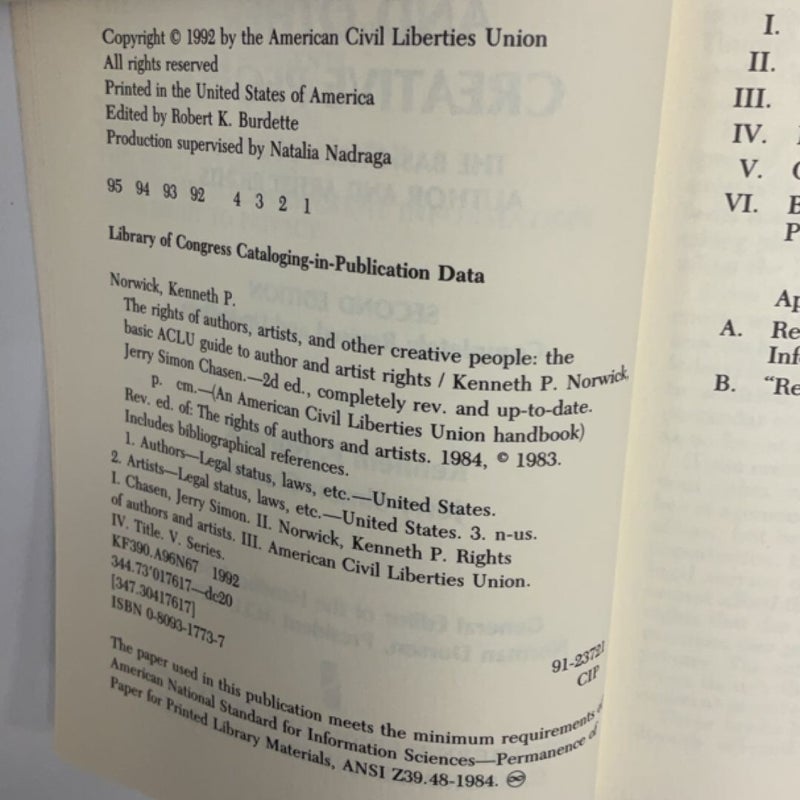 Copyright © 1992 by the American Civil Liberties Union
All rights reserved
Printed in the United States of America
Edited by Robert K. Burdette
Production supervised by Natalia Nadraga
95 94 93 92 4 3 2 1
Library of Congress Cataloging-in-Publication Data
Norwick, Kenneth P.
The rights of authors, artists, and other creative people: the
basic ACLU guide to author and artist rights / Kenneth P. Norwick,
Jerry Simon Chasen.—2d ed., completely rev. and up-to-date.
p. cm.—(An American Civil Liberties Union handbook)
Rev. ed. of: The rights of authors and artists. 1984, © 1983.
Includes bibliographical references.
1. Authors—Legal status, laws, etc.—United States.
2. Artists—Legal status, laws, etc.—United States. 3. n-us.
I. Chasen, Jerry Simon. II. Norwick, Kenneth P. Rights
of authors and artists. III. American Civil Liberties Union.
IV. Title. V. Series.
KF390.A96N67 1992
344.73'017617—dc20
[347.30417617]
ISBN 0-8093-1773-7
91-23721
CIP
The paper used in this publication meets the minimum requirements of
American National Standard for Information Sciences—Permanence of
Paper for Printed Library Materials, ANSI Z39.48-1984. ♾
I.
II.
III.
IV.
V.
VI.
A.
B.